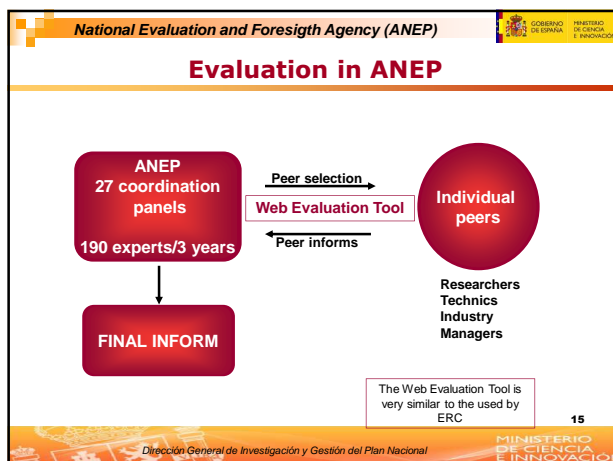 National Evaluation and Foresigth Agency (ANEP)
GOBIERNO
DE ESPAÑA
MINISTERIO
DE CIENCIA
E INNOVACIÓN
Evaluation in ANEP
ANEP
27 coordination
panels
190 experts/3 years
Peer selection
Web Evaluation Tool
Peer informs
Individual
peers
Researchers
Technics
Industry
Managers
FINAL INFORM
The Web Evaluation Tool is
very similar to the used by
ERC
15
Dirección General de Investigación y Gestión del Plan Nacional
MINISTERIO
DE CIENCIA
E INNOVACIÓ